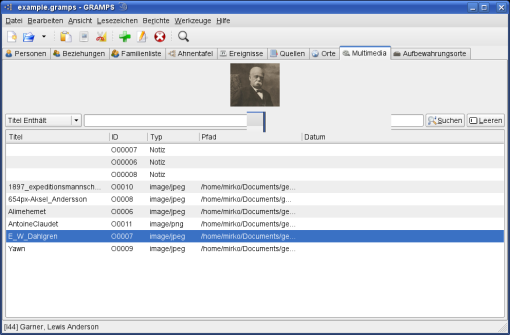 example.gramps - GRAMPS
Datei Bearbeiten Ansicht Lesezeichen Berichte Werkzeuge Hilfe
Personen Beziehungen Familienliste Ahnentafel Ereignisse Quellen Orte Multimedia Aufbewahrungsorte
Titel Enthält Suchen Leeren
Titel ID Typ Pfad Datum
O00007 Notiz
O00006 Notiz
O00008 Notiz
1897_expeditionsmannsch... O0010 image/jpeg /home/mirko/Documents/ge...
654px-Aksel_Andersson O0008 image/jpeg /home/mirko/Documents/ge...
Alimehemet O0006 image/jpeg /home/mirko/Documents/ge...
AntoineClaudet O0011 image/png /home/mirko/Documents/ge...
E_W_Dahlgren O0007 image/jpeg /home/mirko/Documents/ge...
Yawn O0009 image/jpeg /home/mirko/Documents/ge...
[I44] Garner, Lewis Anderson